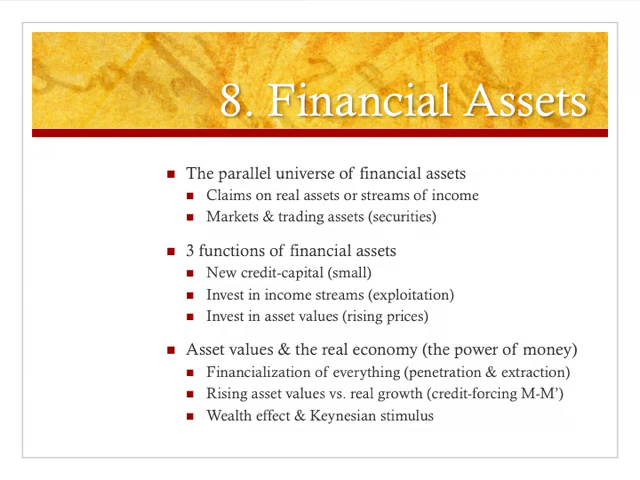 8. Financial Assets
The parallel universe of financial assets
Claims on real assets or streams of income
Markets & trading assets (securities)
3 functions of financial assets
New credit-capital (small)
Invest in income streams (exploitation)
Invest in asset values (rising prices)
Asset values & the real economy (the power of money)
Financialization of everything (penetration & extraction)
Rising asset values vs. real growth (credit-forcing M-M’)
Wealth effect & Keynesian stimulus